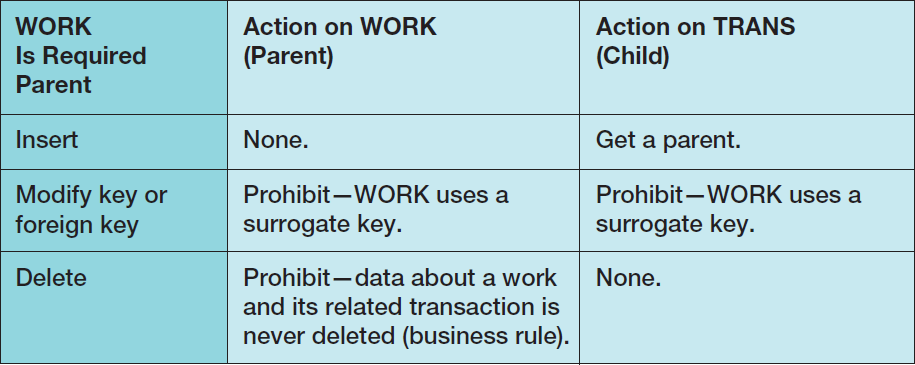 WORK
Is Required
Parent
Action on WORK
(Parent)
Action on TRANS
(Child)
Insert
None.
Get a parent.
Modify key or
foreign key
Prohibit—WORK uses a
surrogate key.
Prohibit—WORK uses a
surrogate key.
Delete
Prohibit—data about a work
and its related transaction is
never deleted (business rule).
None.